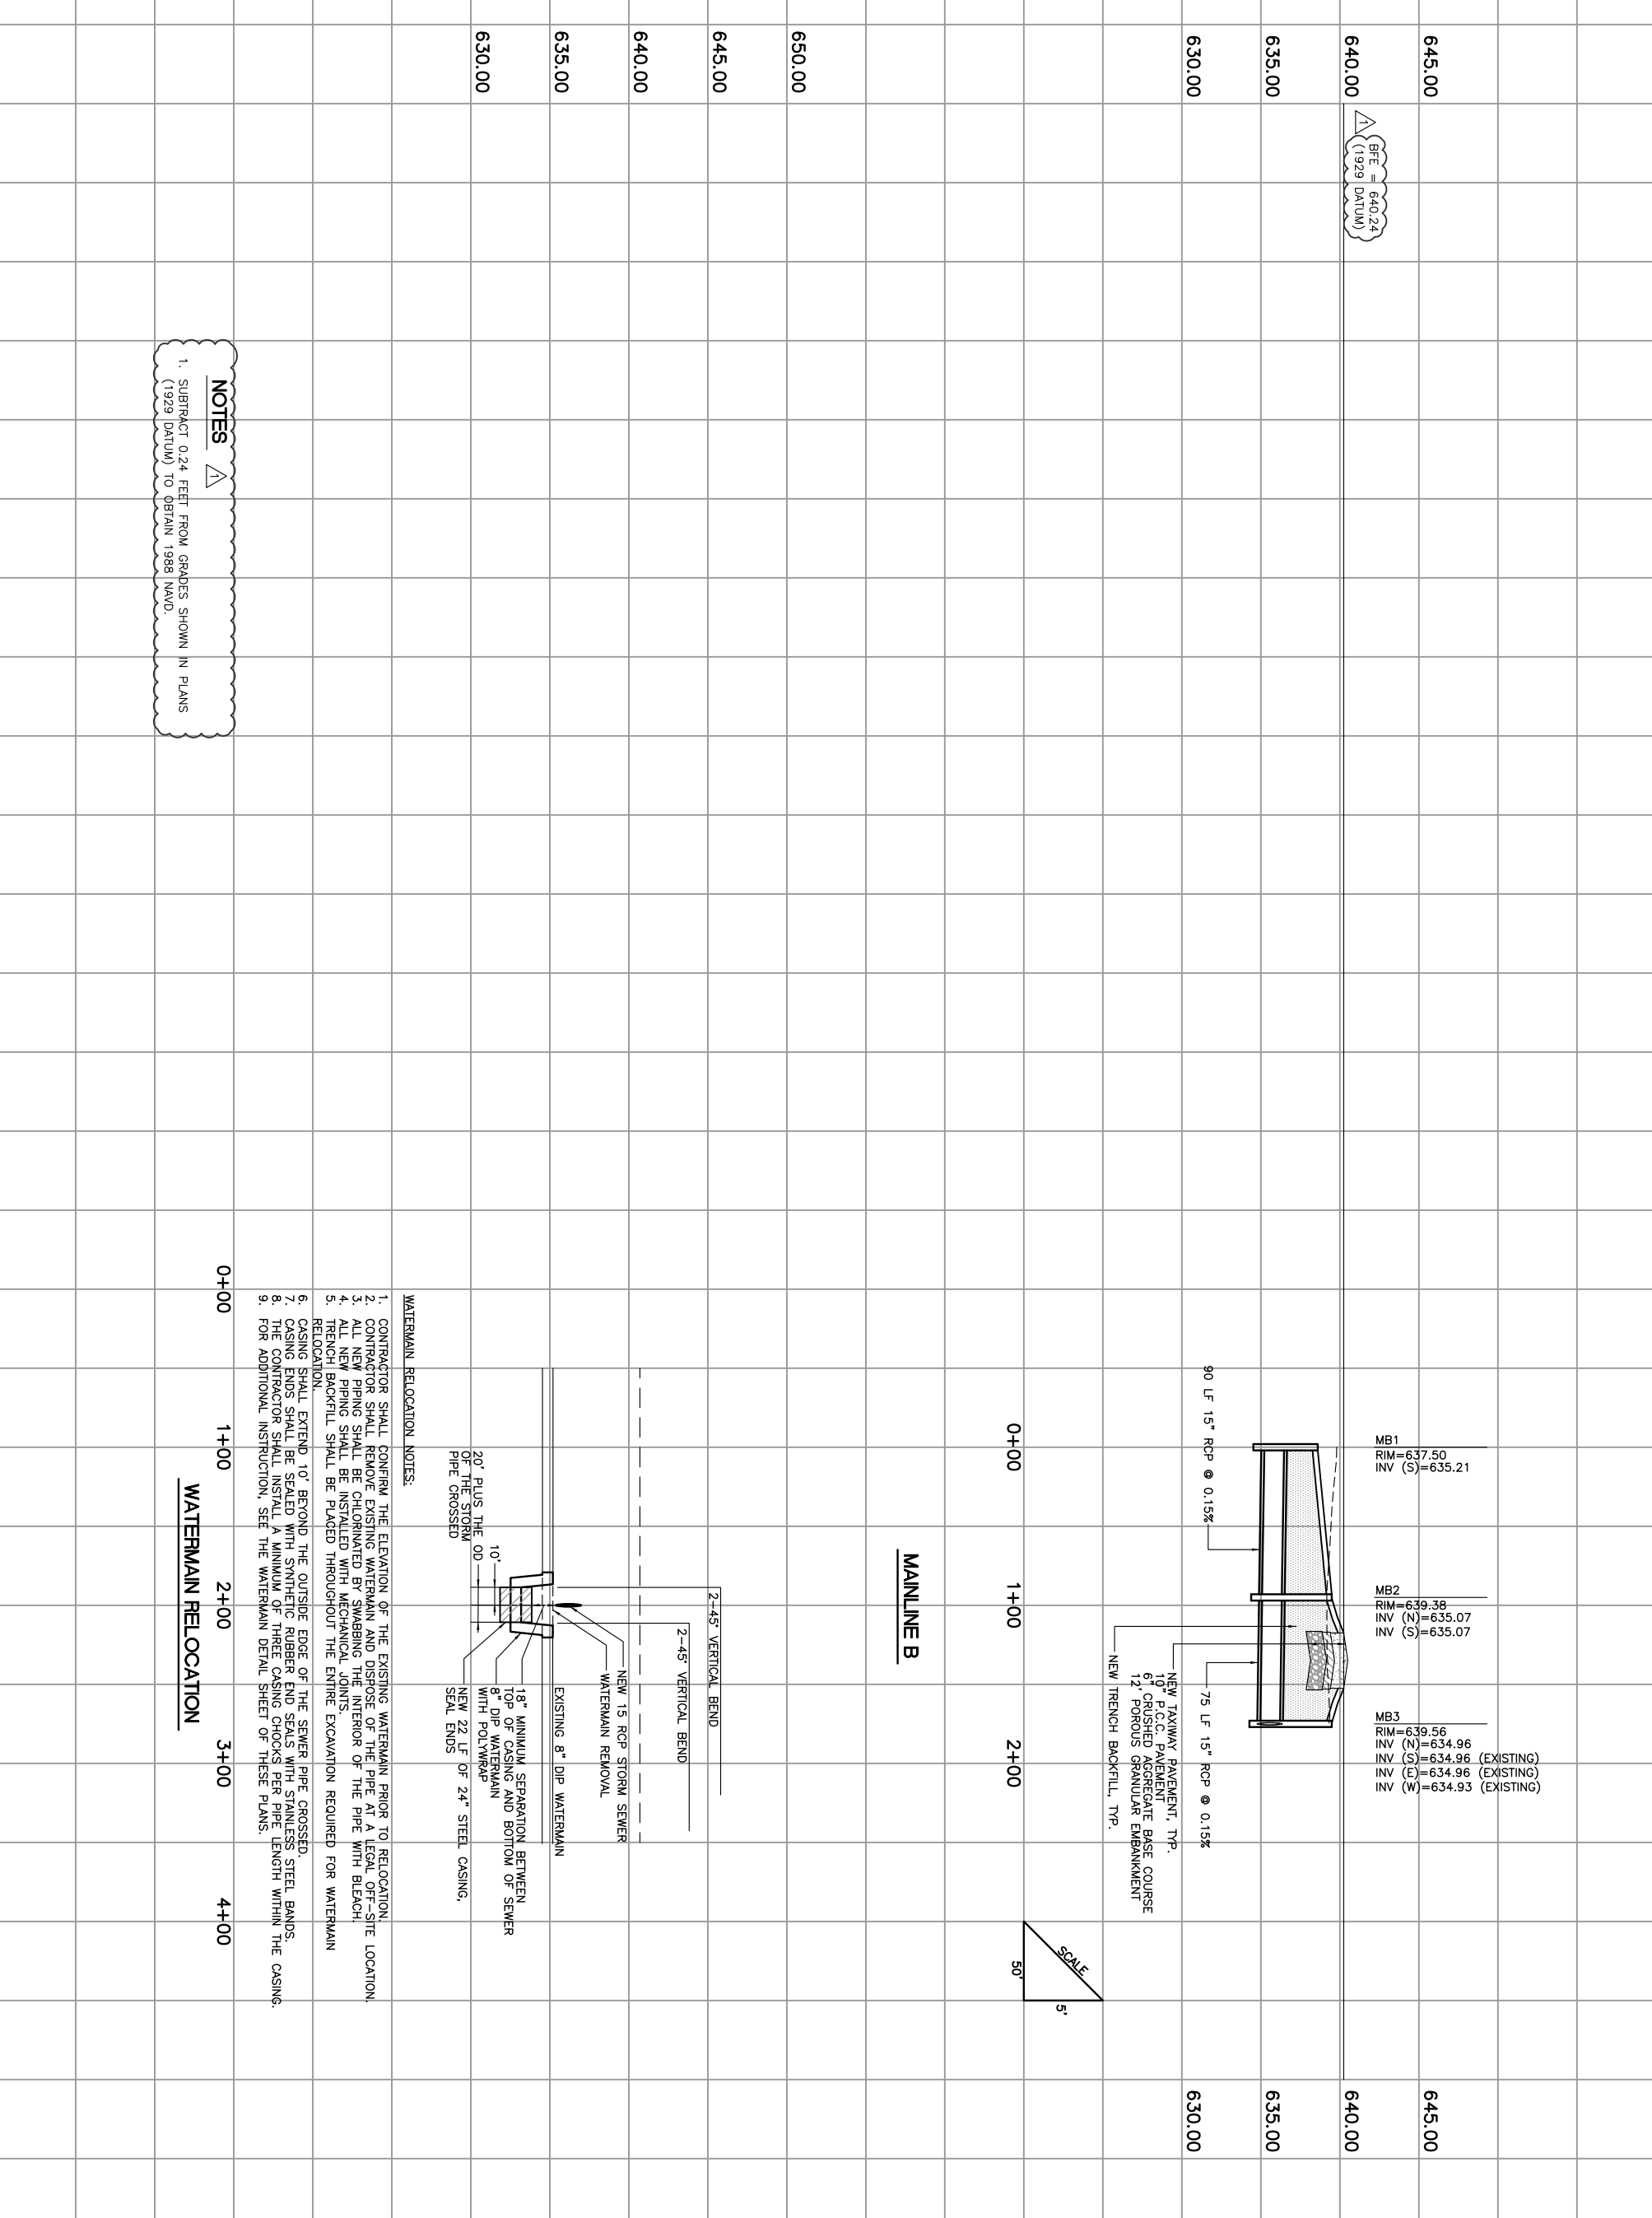 645.00
640.00
635.00
630.00
1
BFE = 640.24
(1929 DATUM)
MB1
RIM=637.50
INV (S)=635.21
MB2
RIM=639.38
INV (N)=635.07
INV (S)=635.07
MB3
RIM=639.56
INV (N)=634.96
INV (S)=634.96 (EXISTING)
INV (E)=634.96 (EXISTING)
INV (W)=634.93 (EXISTING)
645.00
640.00
635.00
630.00
90 LF 15" RCP @ 0.15%
75 LF 15" RCP @ 0.15%
NEW TAXIWAY PAVEMENT, TYP.
10" P.C.C. PAVEMENT
6" CRUSHED AGGREGATE BASE COURSE
12" POROUS GRANULAR EMBANKMENT
NEW TRENCH BACKFILL, TYP.
SCALE
5'
50'
0+00
1+00
2+00
MAINLINE B
650.00
645.00
640.00
635.00
630.00
2-45° VERTICAL BEND
2-45° VERTICAL BEND
NEW 15 RCP STORM SEWER
WATERMAIN REMOVAL
EXISTING 8" DIP WATERMAIN
18" MINIMUM SEPARATION BETWEEN
TOP OF CASING AND BOTTOM OF SEWER
8" DIP WATERMAIN
WITH POLYWRAP
NEW 22 LF OF 24" STEEL CASING,
SEAL ENDS
10'
20' PLUS THE OD
OF THE STORM
PIPE CROSSED
WATERMAIN RELOCATION NOTES:
1. CONTRACTOR SHALL CONFIRM THE ELEVATION OF THE EXISTING WATERMAIN PRIOR TO RELOCATION.
2. CONTRACTOR SHALL REMOVE EXISTING WATERMAIN AND DISPOSE OF THE PIPE AT A LEGAL OFF-SITE LOCATION.
3. ALL NEW PIPING SHALL BE CHLORINATED BY SWABBING THE INTERIOR OF THE PIPE WITH BLEACH.
4. ALL NEW PIPING SHALL BE INSTALLED WITH MECHANICAL JOINTS.
5. TRENCH BACKFILL SHALL BE PLACED THROUGHOUT THE ENTIRE EXCAVATION REQUIRED FOR WATERMAIN
RELOCATION.
6. CASING SHALL EXTEND 10' BEYOND THE OUTSIDE EDGE OF THE SEWER PIPE CROSSED.
7. CASING ENDS SHALL BE SEALED WITH SYNTHETIC RUBBER END SEALS WITH STAINLESS STEEL BANDS.
8. THE CONTRACTOR SHALL INSTALL A MINIMUM OF THREE CASING CHOCKS PER PIPE LENGTH WITHIN THE CASING.
9. FOR ADDITIONAL INSTRUCTION, SEE THE WATERMAIN DETAIL SHEET OF THESE PLANS.
0+00
1+00
2+00
3+00
4+00
WATERMAIN RELOCATION
NOTES
1
1. SUBTRACT 0.24 FEET FROM GRADES SHOWN IN PLANS
(1929 DATUM) TO OBTAIN 1988 NAVD.